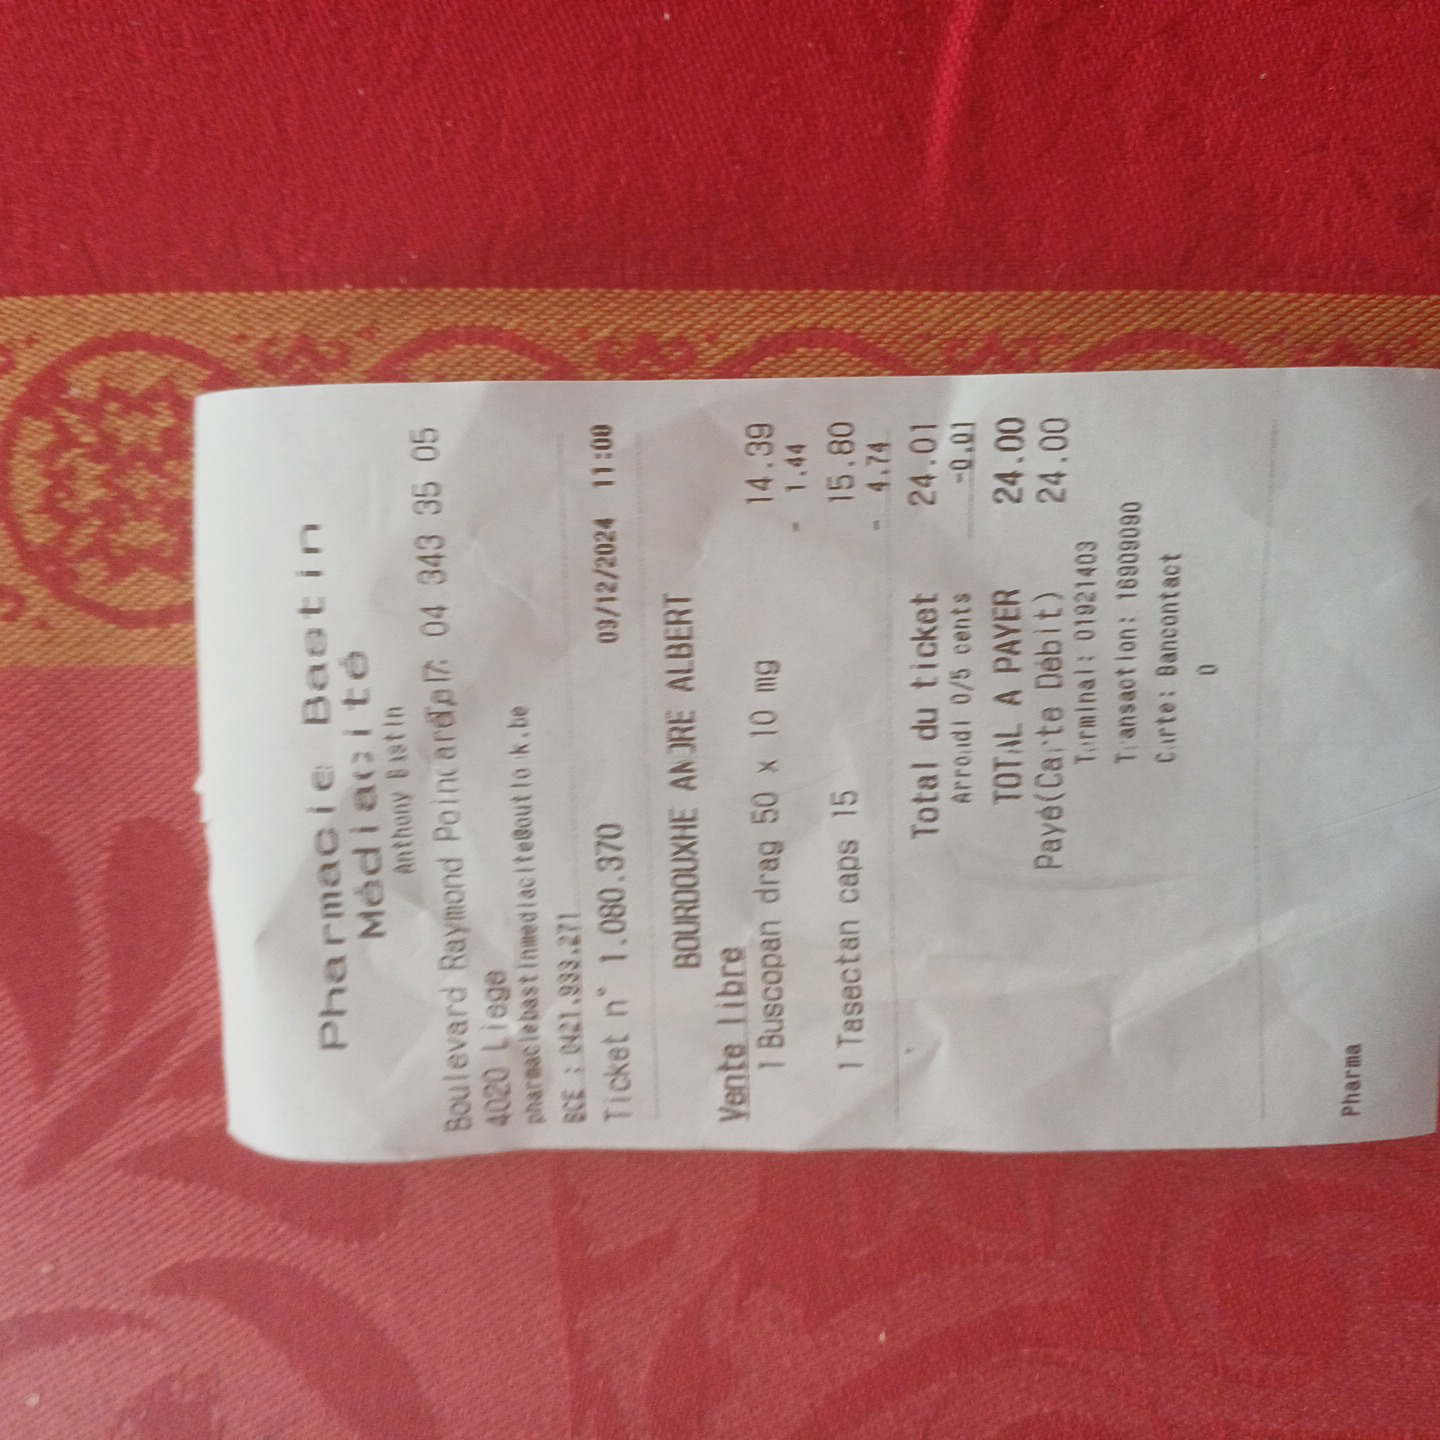 Pharmacie Bastin
Médiacité
Anthony Bastin
Boulevard Raymond Poincaré, 17: 04 343 35 05
4020 Liege
pharmaciebastinmediacite@outlook.be
BCE : 0421.933.271
Ticket n° 1.080.370 09/12/2024 11:00
BOURDOUXHE ANDRE ALBERT
Vente libre
1 Buscopan drag 50 x 10 mg 14.39
- 1.44
1 Tasectan caps 15 15.80
- 4.74
Total du ticket 24.01
Arrondi 0/5 cents -0.01
TOTAL A PAYER 24.00
Payé(Carte Débit) 24.00
Terminal: 01921403
Transaction: 16909090
Carte: Bancontact
0
Pharma